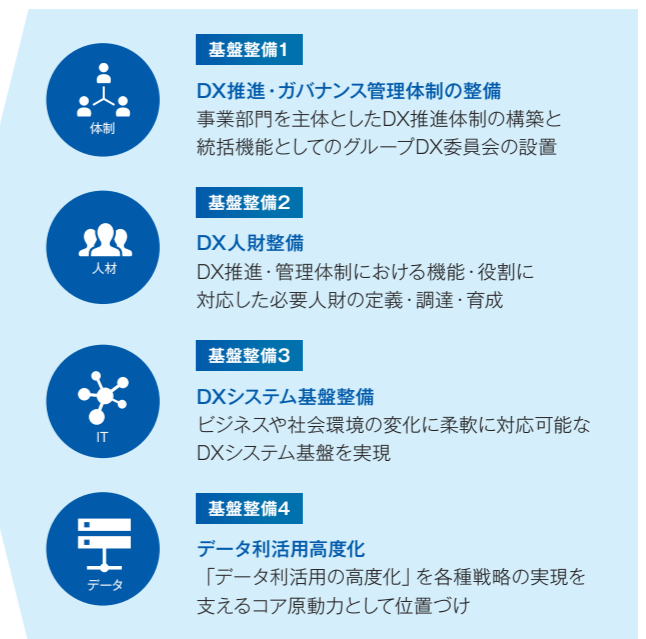 基盤整備1
DX推進・ガバナンス管理体制の整備
事業部門を主体としたDX推進体制の構築と
統括機能としてのグループDX委員会の設置
体制
基盤整備2
DX人財整備
DX推進・管理体制における機能・役割に
対応した必要人財の定義・調達・育成
人材
基盤整備3
DXシステム基盤整備
ビジネスや社会環境の変化に柔軟に対応可能な
DXシステム基盤を実現
IT
基盤整備4
データ利活用高度化
「データ利活用の高度化」を各種戦略の実現を
支えるコア原動力として位置づけ
データ